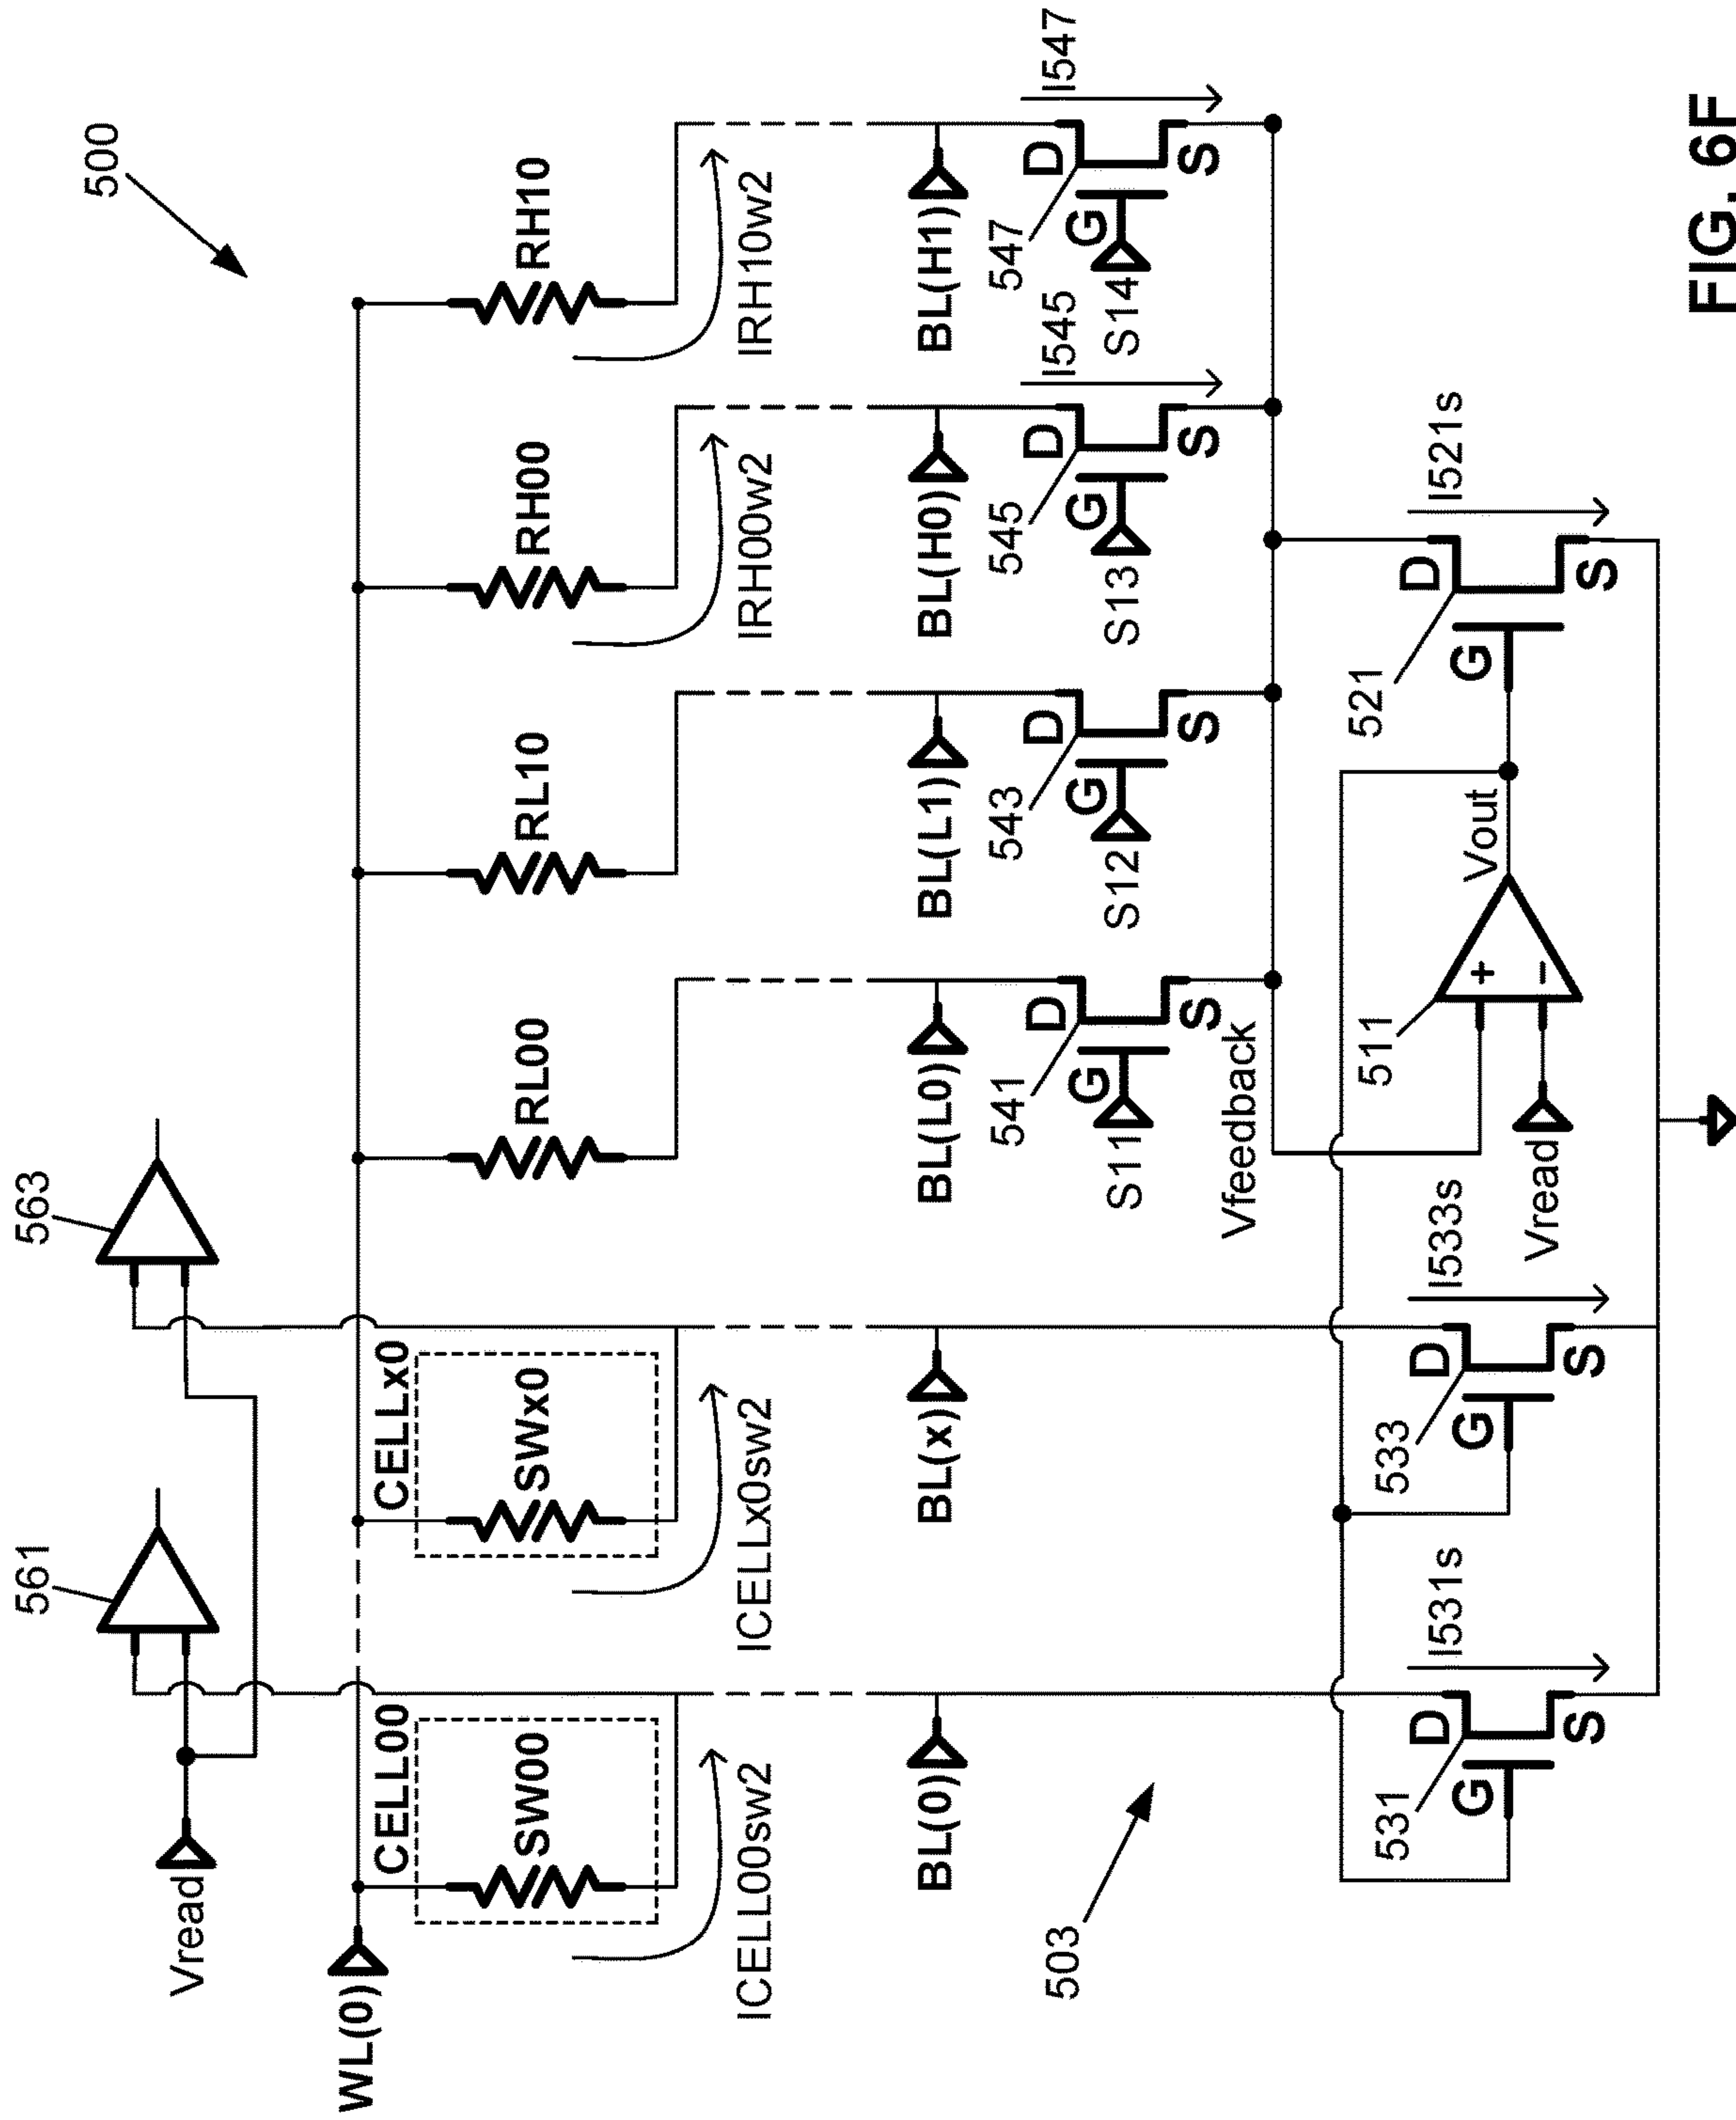 500
563
561
Vread
WL(0)
CELL00
CELLx0
SW00
SWx0
RL00
RL10
RH00
RH10
ICELL00sw2
ICELLx0sw2
IRH00w2
IRH10w2
BL(0)
BL(x)
BL(L0)
BL(L1)
BL(H0)
BL(H1)
503
541
D
G
S
S11
543
D
G
S
S12
545
D
G
S
S13
I545
547
D
G
S
S14
I547
Vfeedback
531
D
G
S
I531s
533
D
G
S
I533s
511
+
−
Vread
Vout
521
D
G
S
I521s
FIG. 6F